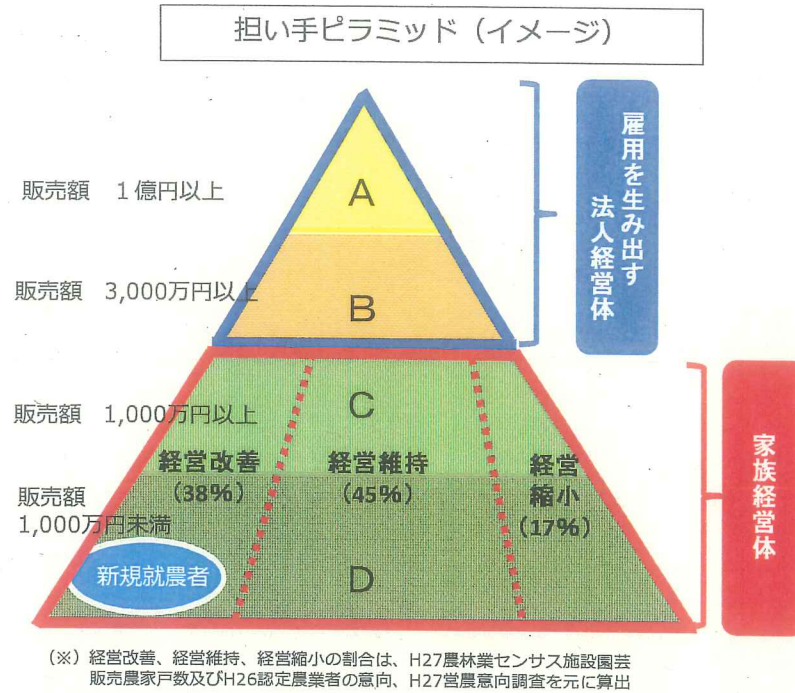 担い手ピラミッド（イメージ）
販売額　1億円以上
A
雇用を生み出す
法人経営体
販売額　3,000万円以上
B
販売額　1,000万円以上
C
経営改善
（38%）
経営維持
（45%）
経営
縮小
（17%）
家族経営体
販売額
1,000万円未満
新規就農者
D
（※）経営改善、経営維持、経営縮小の割合は、H27農林業センサス施設園芸
販売農家戸数及びH26認定農業者の意向、H27営農意向調査を元に算出